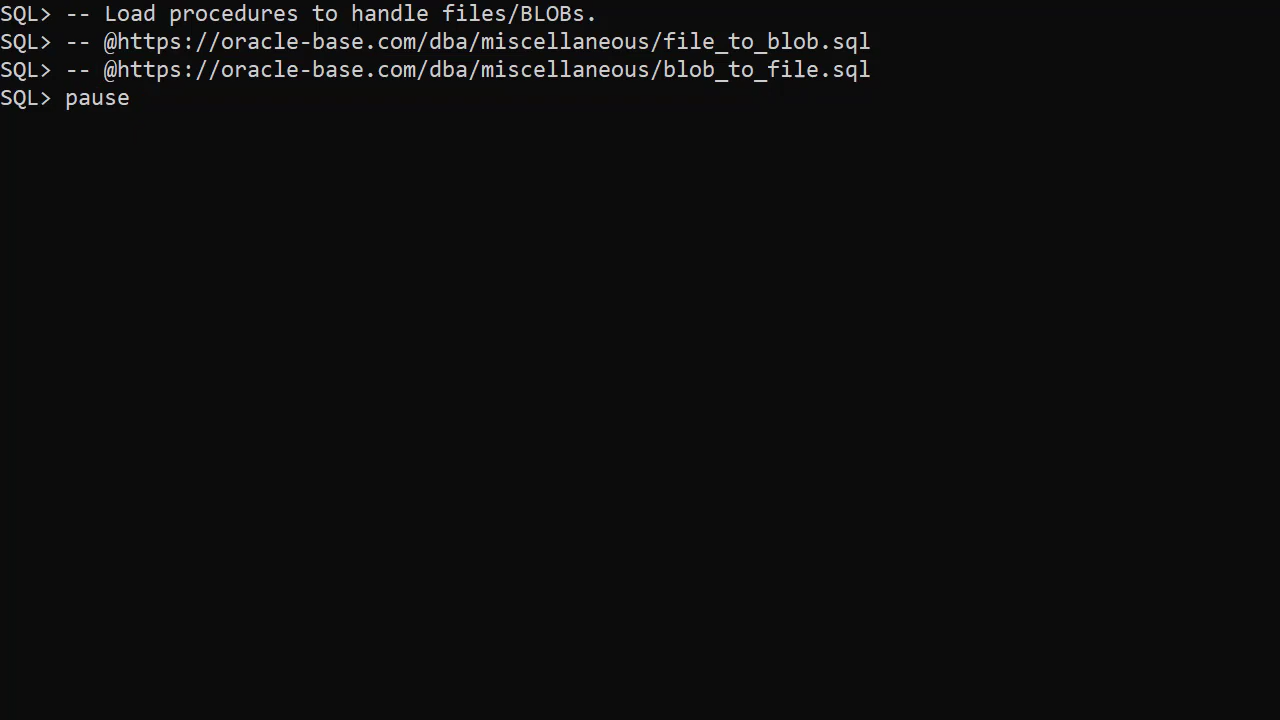 SQL> -- Load procedures to handle files/BLOBs.
SQL> -- @https://oracle-base.com/dba/miscellaneous/file_to_blob.sql
SQL> -- @https://oracle-base.com/dba/miscellaneous/blob_to_file.sql
SQL> pause